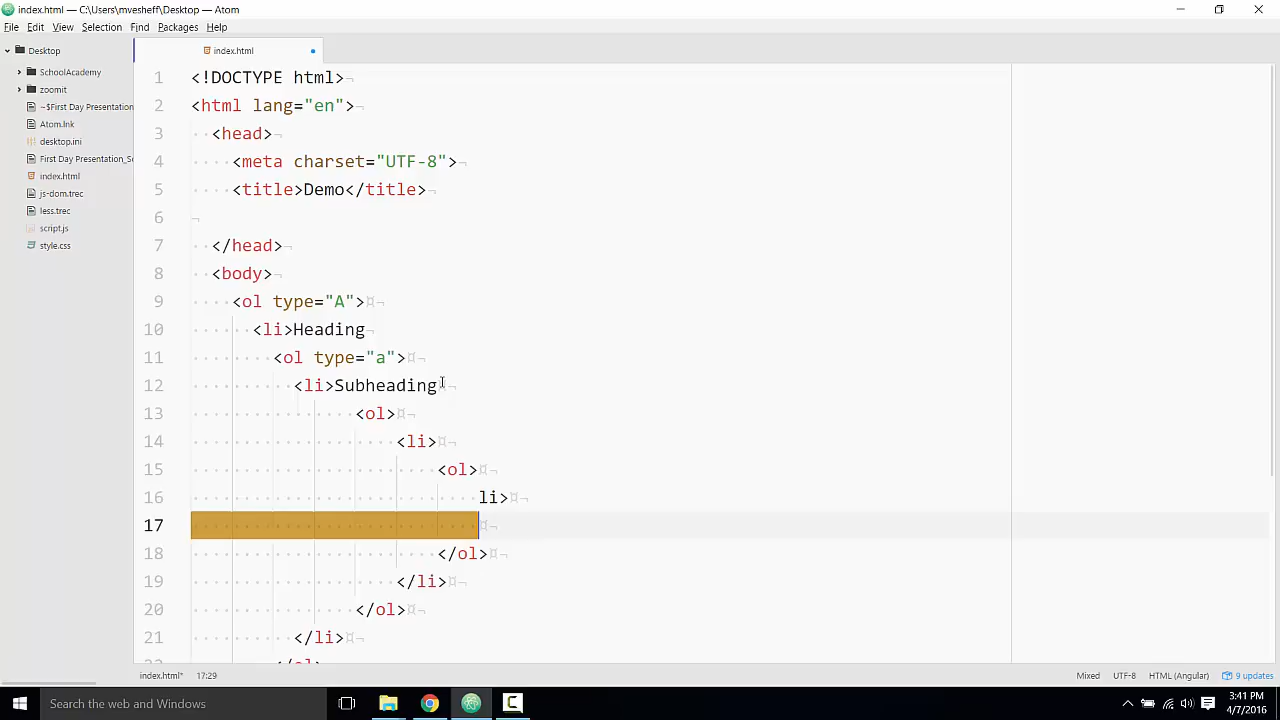 index.html - C:\Users\mvesheff\Desktop - Atom
File Edit View Selection Find Packages Help
Desktop
index.html
SchoolAcademy
zoomit
~$First Day Presentation
Atom.lnk
desktop.ini
First Day Presentation_Se
index.html
js-dom.trec
less.trec
script.js
style.css
1 <!DOCTYPE html>
2 <html lang="en">
3 <head>
4 <meta charset="UTF-8">
5 <title>Demo</title>
6
7 </head>
8 <body>
9 <ol type="A">
10 <li>Heading
11 <ol type="a">
12 <li>Subheading
13 <ol>
14 <li>
15 <ol>
16 li>
17
18 </ol>
19 </li>
20 </ol>
21 </li>
index.html* 17:29 Mixed UTF-8 HTML (Angular) 9 updates
Search the web and Windows
3:41 PM
4/7/2016